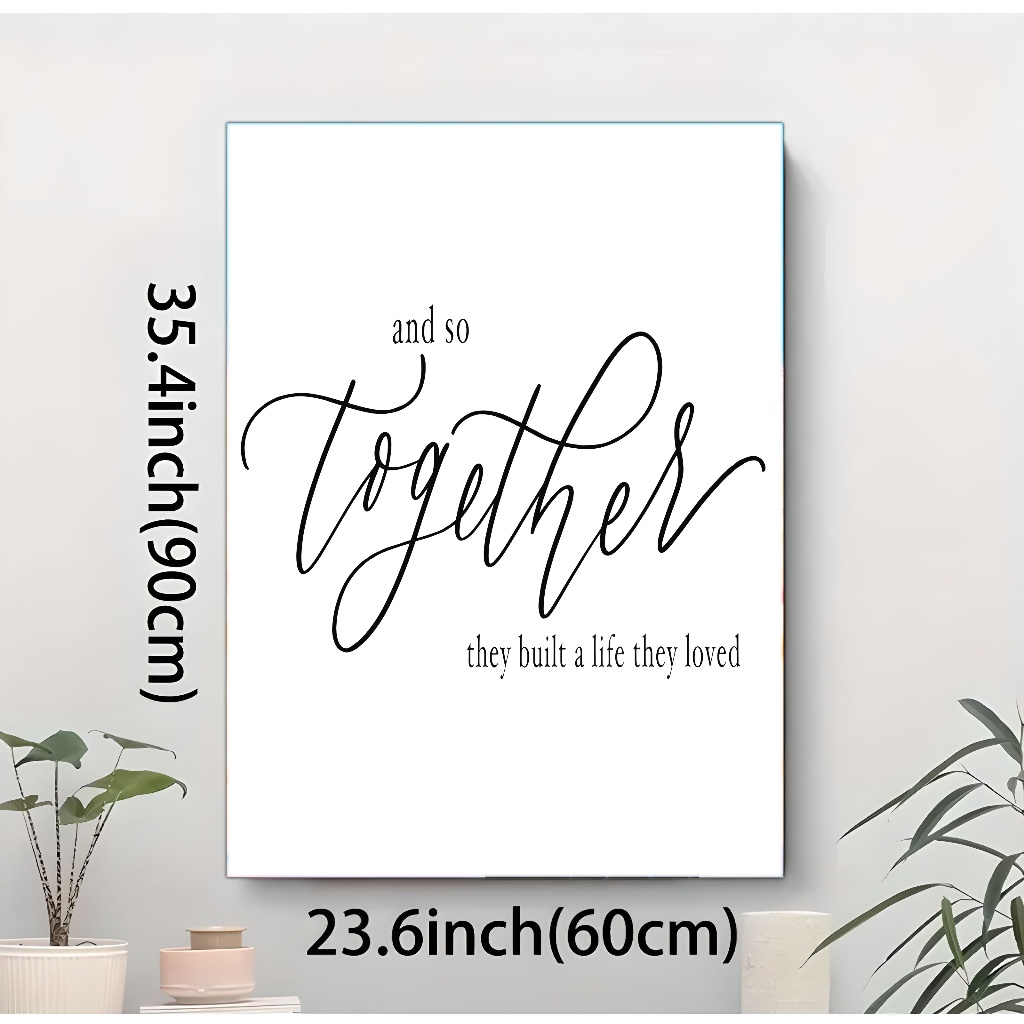 and so
together
they built a life they loved
35.4inch(90cm)
23.6inch(60cm)